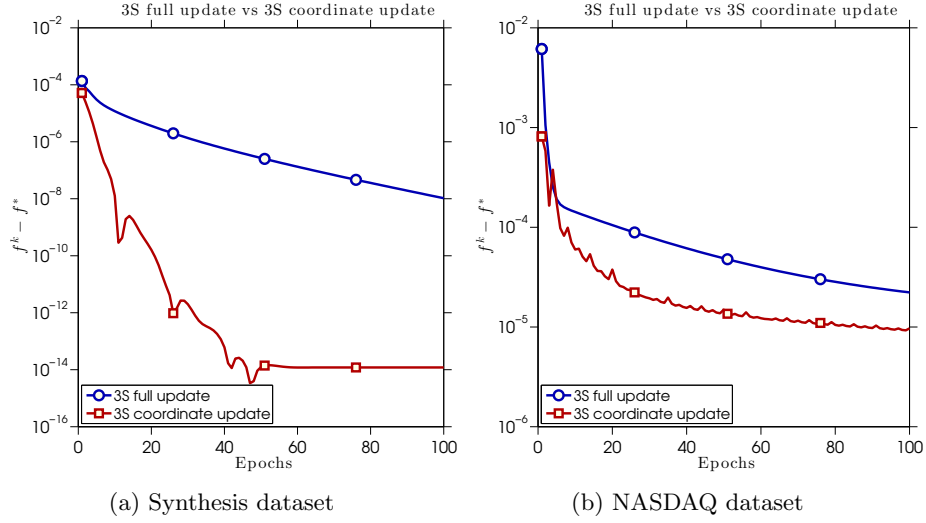 3S full update vs 3S coordinate update
10^−2
10^−4
10^−6
10^−8
10^−10
10^−12
10^−14
10^−16
f^k − f^*
3S full update
3S coordinate update
0 20 40 60 80 100
Epochs
(a) Synthesis dataset
3S full update vs 3S coordinate update
10^−2
10^−3
10^−4
10^−5
10^−6
f^k − f^*
3S full update
3S coordinate update
0 20 40 60 80 100
Epochs
(b) NASDAQ dataset